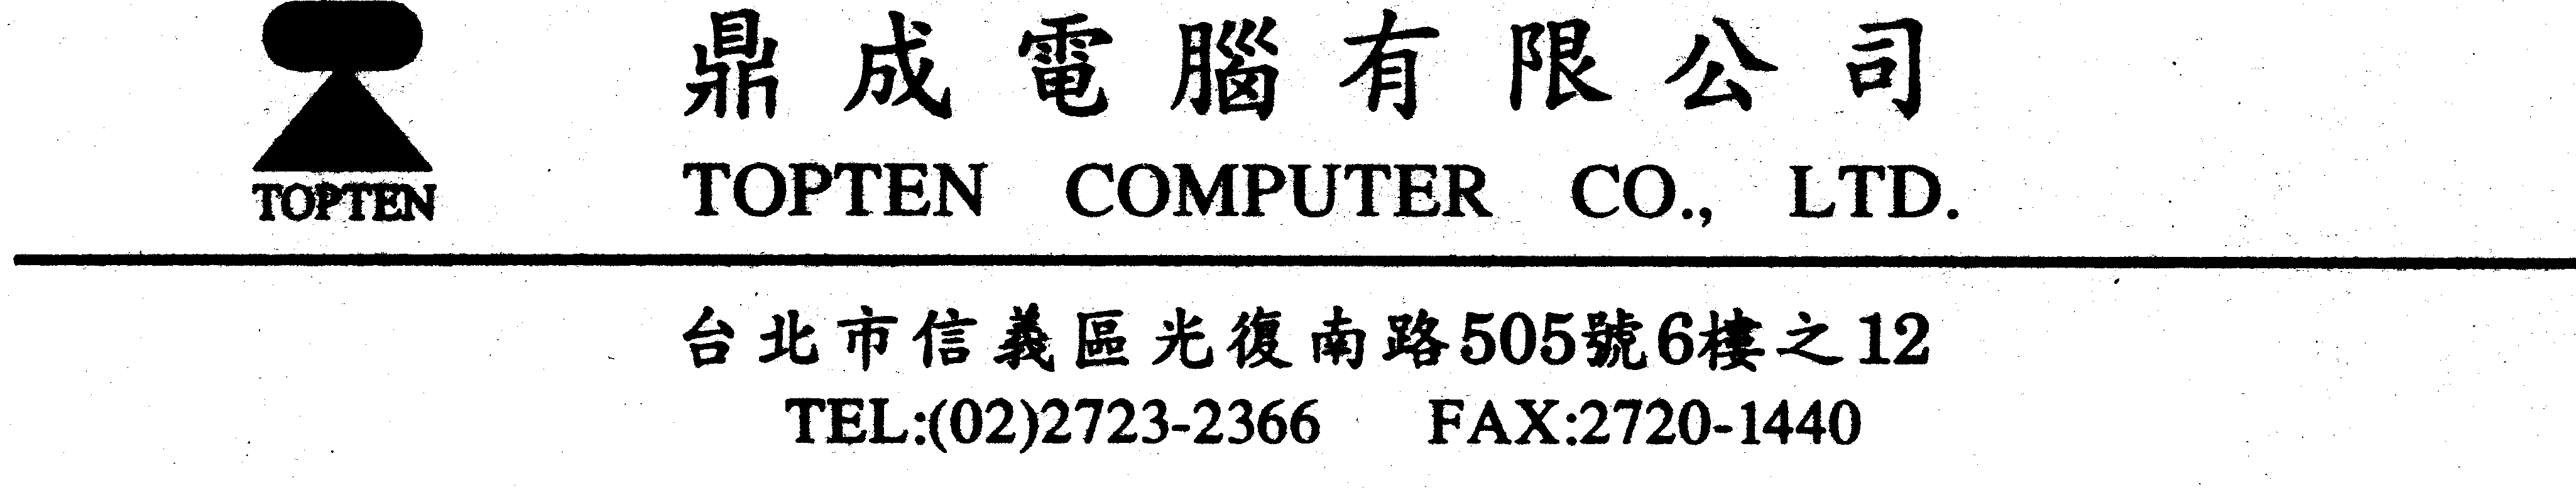 鼎成電腦有限公司
TOPTEN
TOPTEN COMPUTER CO., LTD.
台北市信義區光復南路505號6樓之12
TEL:(02)2723-2366 FAX:2720-1440